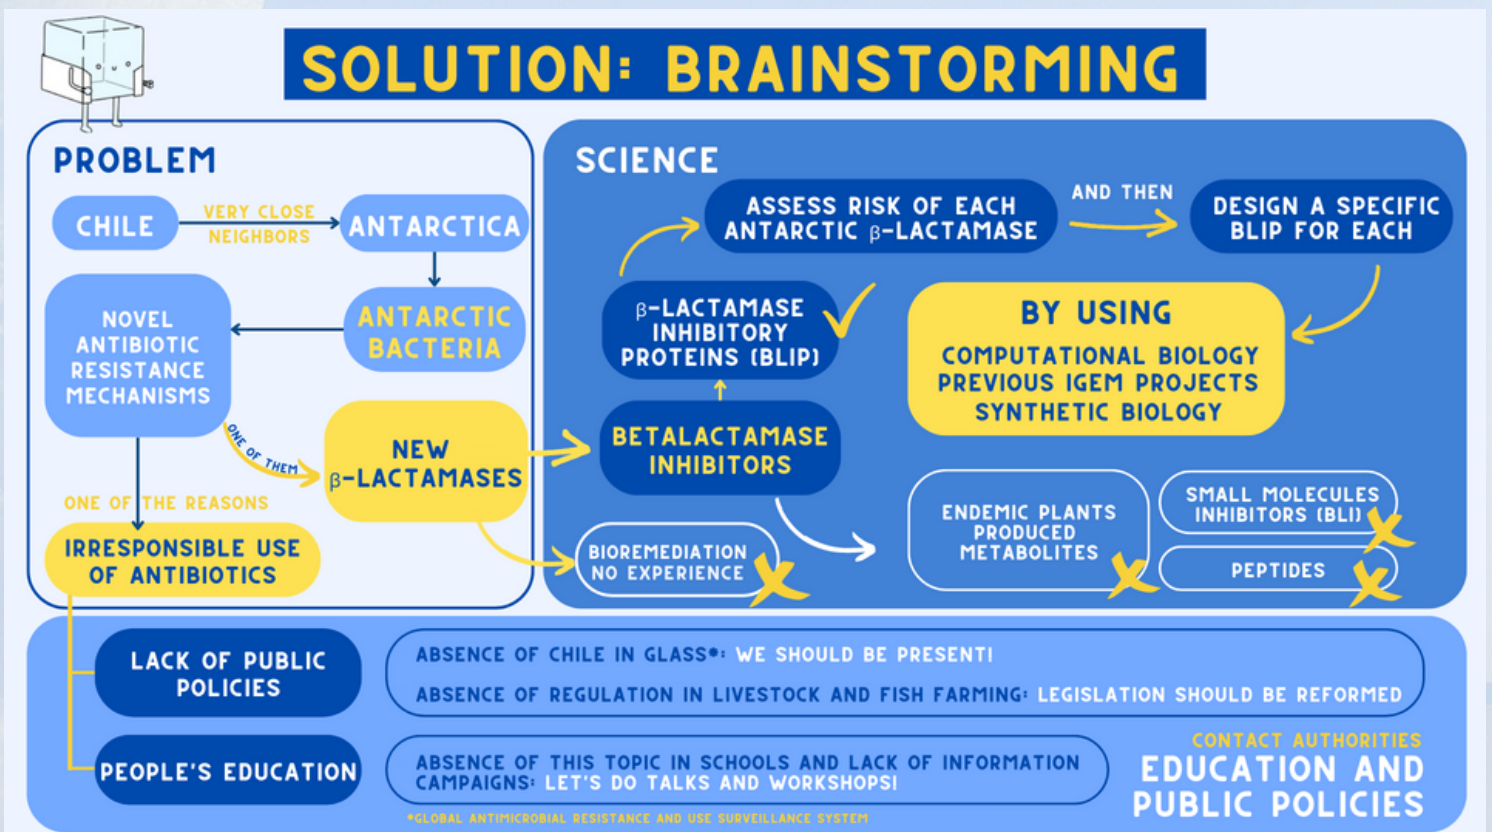 SOLUTION: BRAINSTORMING
PROBLEM
CHILE
VERY CLOSE
NEIGHBORS
ANTARCTICA
ANTARCTIC
BACTERIA
NOVEL
ANTIBIOTIC
RESISTANCE
MECHANISMS
ONE OF THEM
NEW
β-LACTAMASES
ONE OF THE REASONS
IRRESPONSIBLE USE
OF ANTIBIOTICS
SCIENCE
ASSESS RISK OF EACH
ANTARCTIC β-LACTAMASE
AND THEN
DESIGN A SPECIFIC
BLIP FOR EACH
β-LACTAMASE
INHIBITORY
PROTEINS (BLIP)
BY USING
COMPUTATIONAL BIOLOGY
PREVIOUS IGEM PROJECTS
SYNTHETIC BIOLOGY
BETALACTAMASE
INHIBITORS
BIOREMEDIATION
NO EXPERIENCE
ENDEMIC PLANTS
PRODUCED
METABOLITES
SMALL MOLECULES
INHIBITORS (BLI)
PEPTIDES
LACK OF PUBLIC
POLICIES
ABSENCE OF CHILE IN GLASS*: WE SHOULD BE PRESENT!
ABSENCE OF REGULATION IN LIVESTOCK AND FISH FARMING: LEGISLATION SHOULD BE REFORMED
PEOPLE'S EDUCATION
ABSENCE OF THIS TOPIC IN SCHOOLS AND LACK OF INFORMATION
CAMPAIGNS: LET'S DO TALKS AND WORKSHOPS!
*GLOBAL ANTIMICROBIAL RESISTANCE AND USE SURVEILLANCE SYSTEM
CONTACT AUTHORITIES
EDUCATION AND
PUBLIC POLICIES